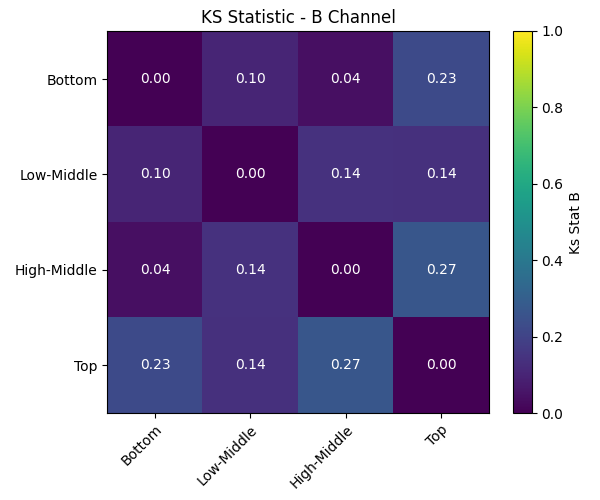 KS Statistic - B Channel
Bottom 0.00 0.10 0.04 0.23
Low-Middle 0.10 0.00 0.14 0.14
High-Middle 0.04 0.14 0.00 0.27
Top 0.23 0.14 0.27 0.00
Bottom Low-Middle High-Middle Top
1.0
0.8
0.6
0.4
0.2
0.0
Ks Stat B